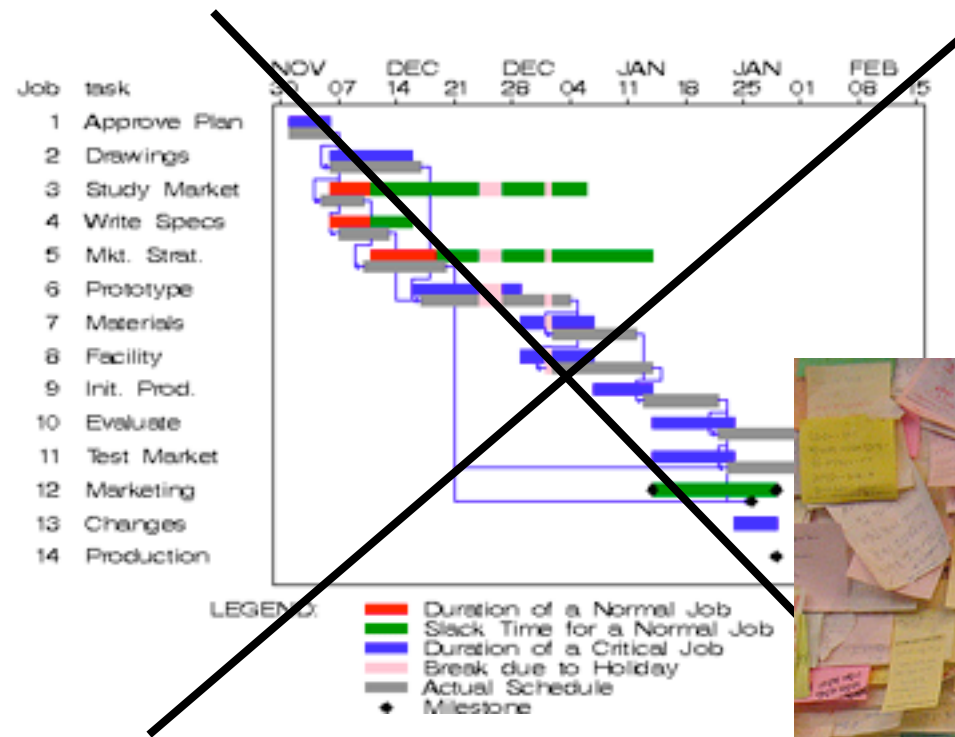 NOV DEC DEC JAN JAN FEB
Job task 30 07 14 21 28 04 11 18 25 01 08 15
1 Approve Plan
2 Drawings
3 Study Market
4 Write Specs
5 Mkt. Strat.
6 Prototype
7 Materials
8 Facility
9 Init. Prod.
10 Evaluate
11 Test Market
12 Marketing
13 Changes
14 Production
LEGEND: Duration of a Normal Job
Slack Time for a Normal Job
Duration of a Critical Job
Break due to Holiday
Actual Schedule
Milestone